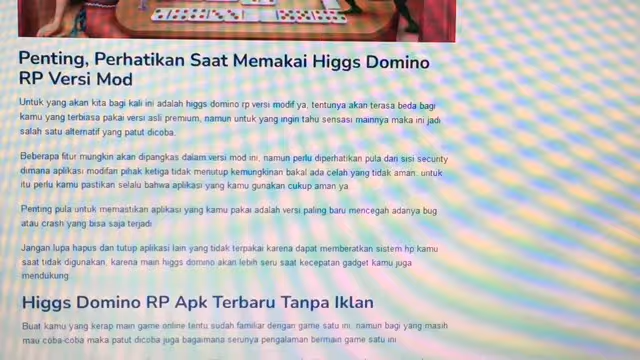 Penting, Perhatikan Saat Memakai Higgs Domino
RP Versi Mod
Untuk yang akan kita bagi kali ini adalah higgs domino rp versi modif ya, tentunya akan terasa beda bagi
kamu yang terbiasa pakai versi asli premium, namun untuk yang ingin tahu sensasi mainnya maka ini jadi
salah satu alternatif yang patut dicoba.
Beberapa fitur mungkin akan dipangkas dalam versi mod ini, namun perlu diperhatikan pula dari sisi security
dimana aplikasi modifan pihak ketiga tidak menutup kemungkinan bakal ada celah yang tidak aman. untuk
itu perlu kamu pastikan selalu bahwa aplikasi yang kamu gunakan cukup aman ya
Penting pula untuk memastikan aplikasi yang kamu pakai adalah versi paling baru mencegah adanya bug
atau crash yang bisa saja terjadi
Jangan lupa hapus dan tutup aplikasi lain yang tidak terpakai karena dapat memberatkan sistem hp kamu
saat tidak digunakan, karena main higgs domino akan lebih seru saat kecepatan gadget kamu juga
mendukung
Higgs Domino RP Apk Terbaru Tanpa Iklan
Buat kamu yang kerap main game online tentu sudah familiar dengan game satu ini, namun bagi yang masih
mau coba-coba maka patut dicoba juga bagaimana serunya pengalaman bermain game satu ini